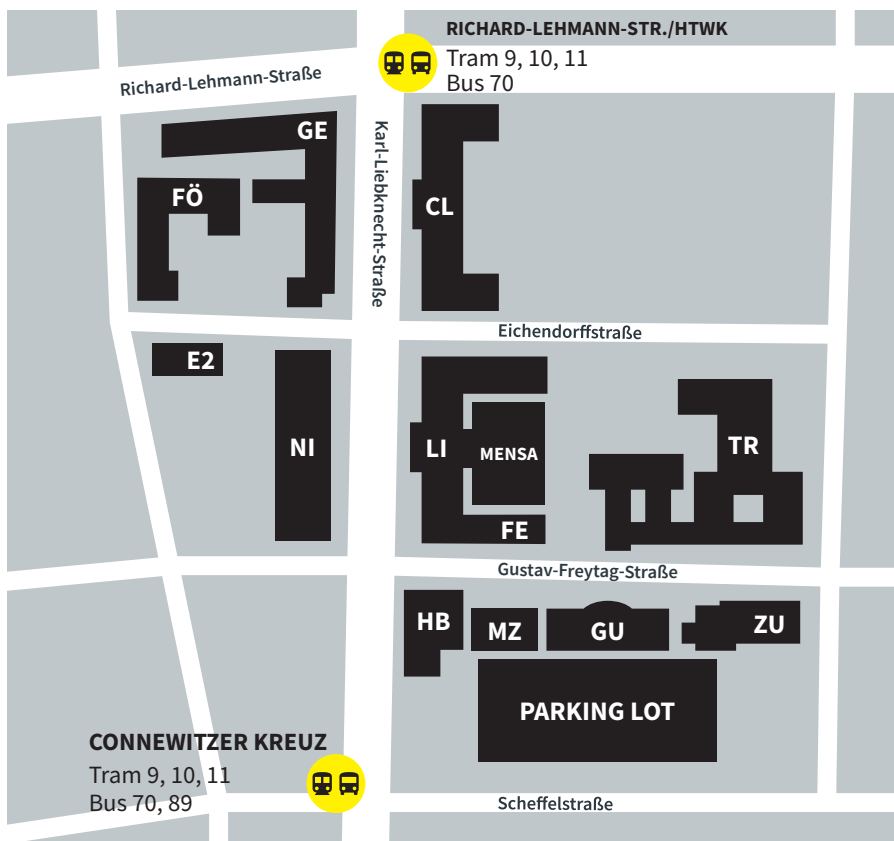 RICHARD-LEHMANN-STR./HTWK
Tram 9, 10, 11
Bus 70
Richard-Lehmann-Straße
GE
Karl-Liebknecht-Straße
FÖ
CL
Eichendorffstraße
E2
NI
LI
MENSA
TR
FE
Gustav-Freytag-Straße
HB
MZ
GU
ZU
PARKING LOT
CONNEWITZER KREUZ
Tram 9, 10, 11
Bus 70, 89
Scheffelstraße